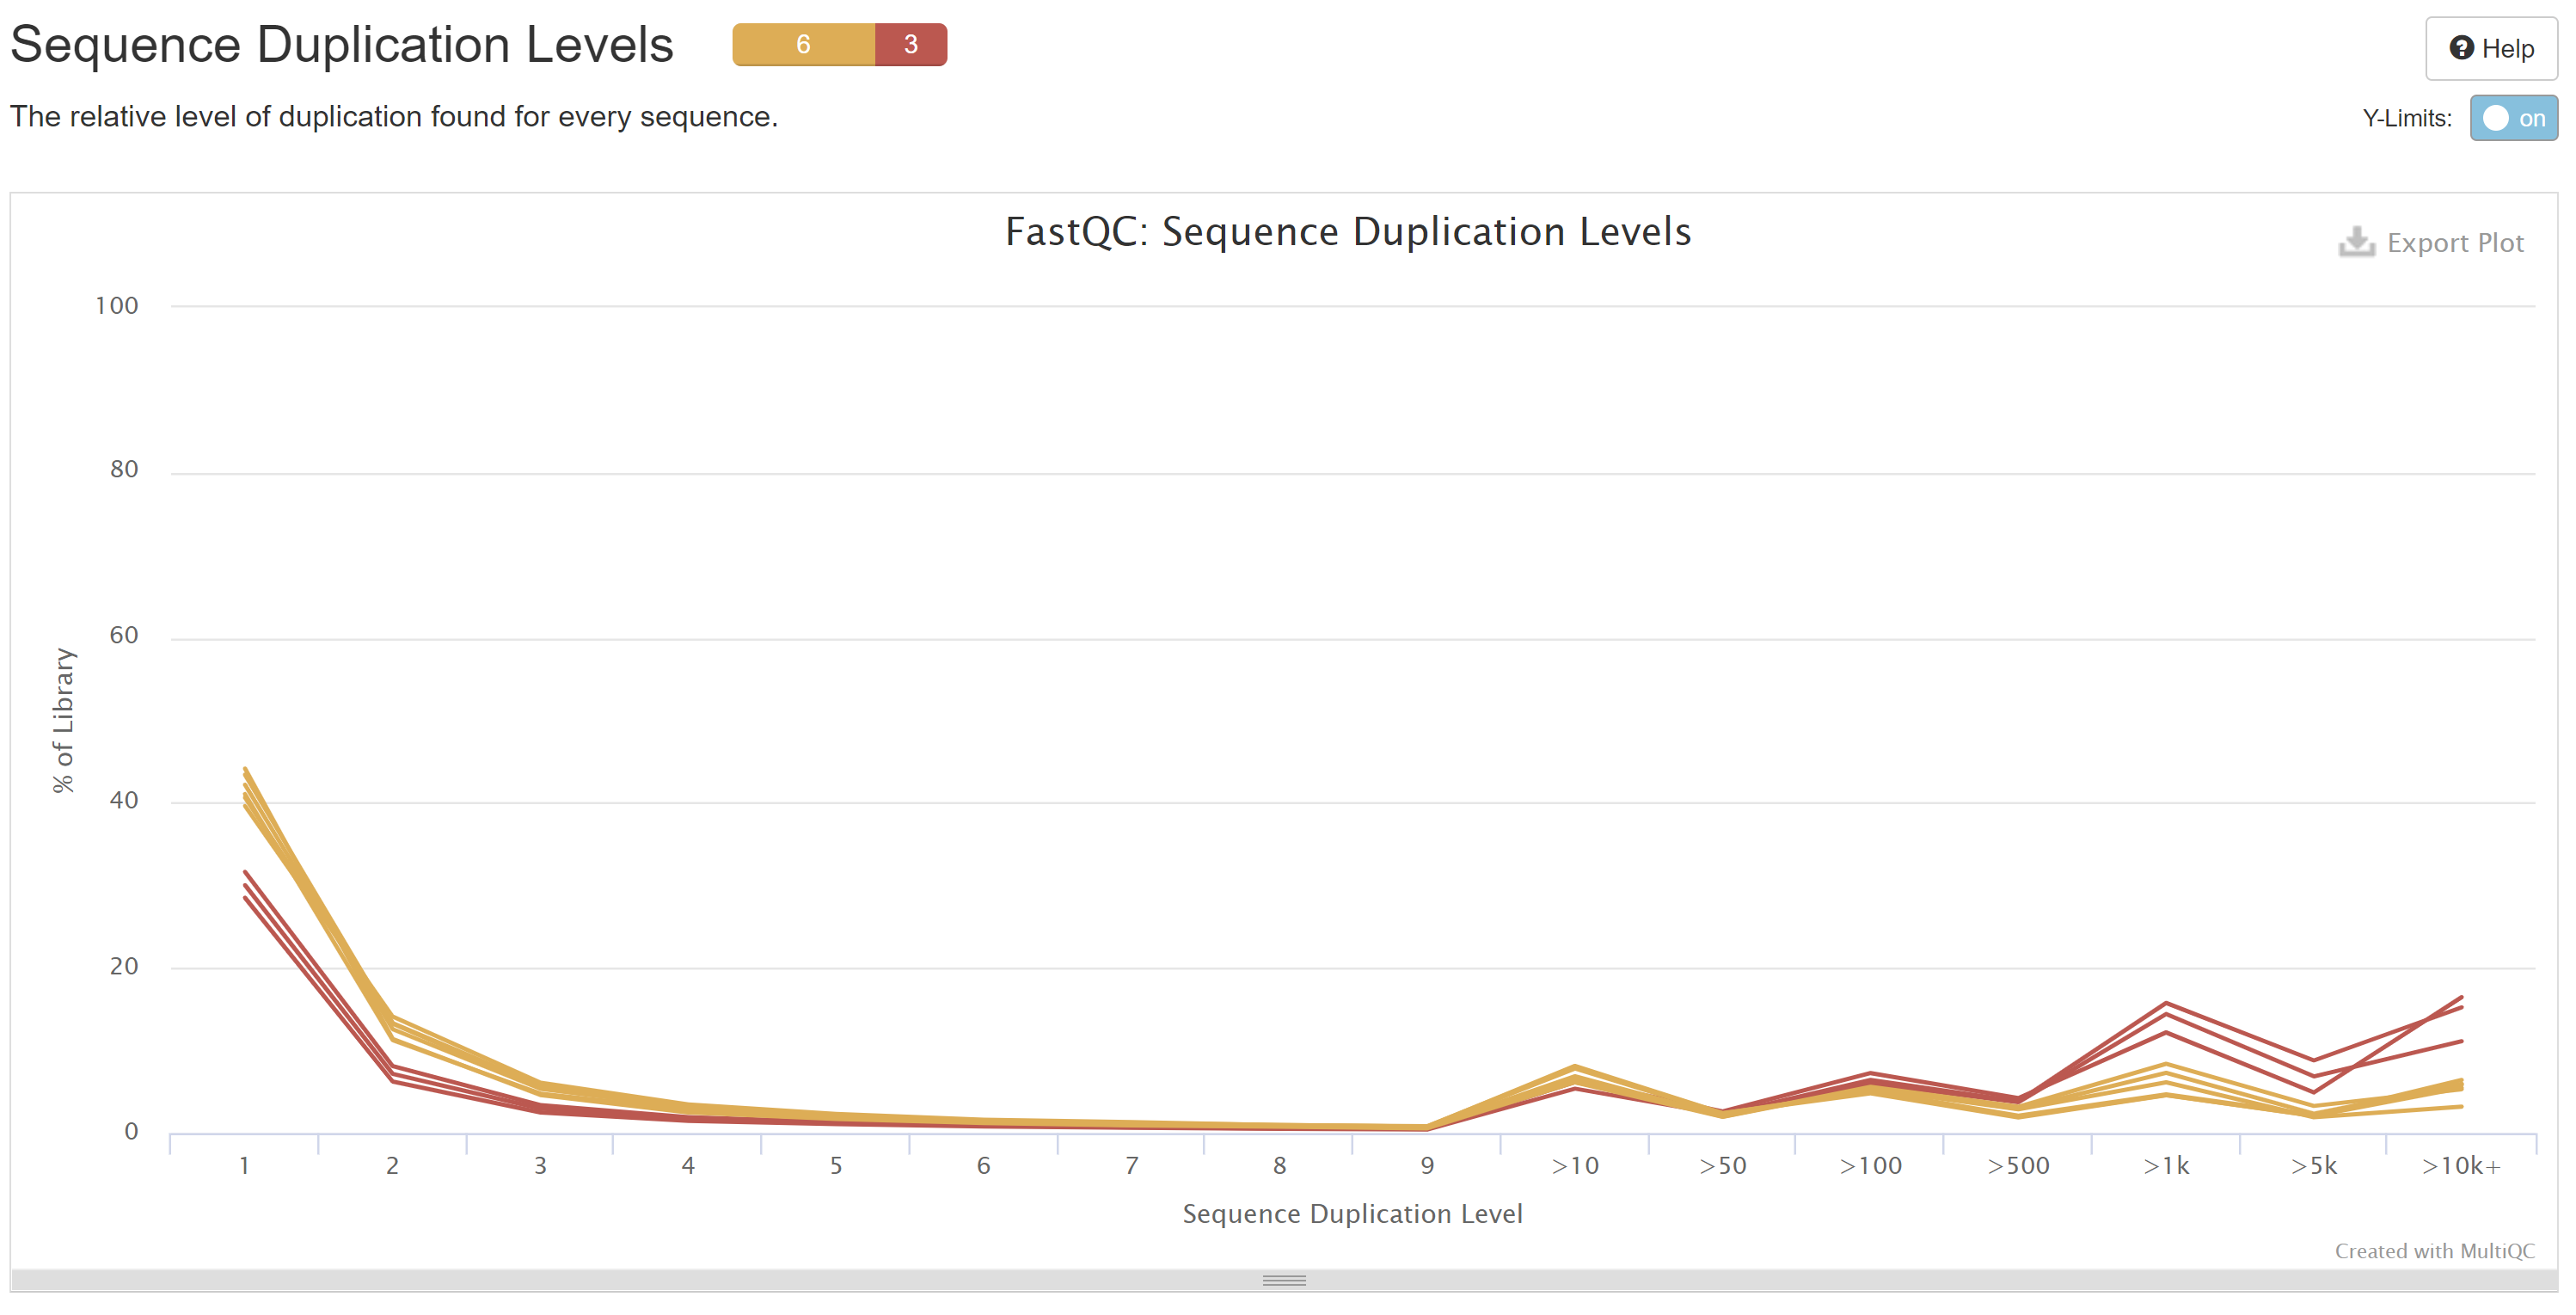 Sequence Duplication Levels 6 3
Help
The relative level of duplication found for every sequence.
Y-Limits: on
FastQC: Sequence Duplication Levels
Export Plot
100
80
60
40
20
0
% of Library
1 2 3 4 5 6 7 8 9 >10 >50 >100 >500 >1k >5k >10k+
Sequence Duplication Level
Created with MultiQC